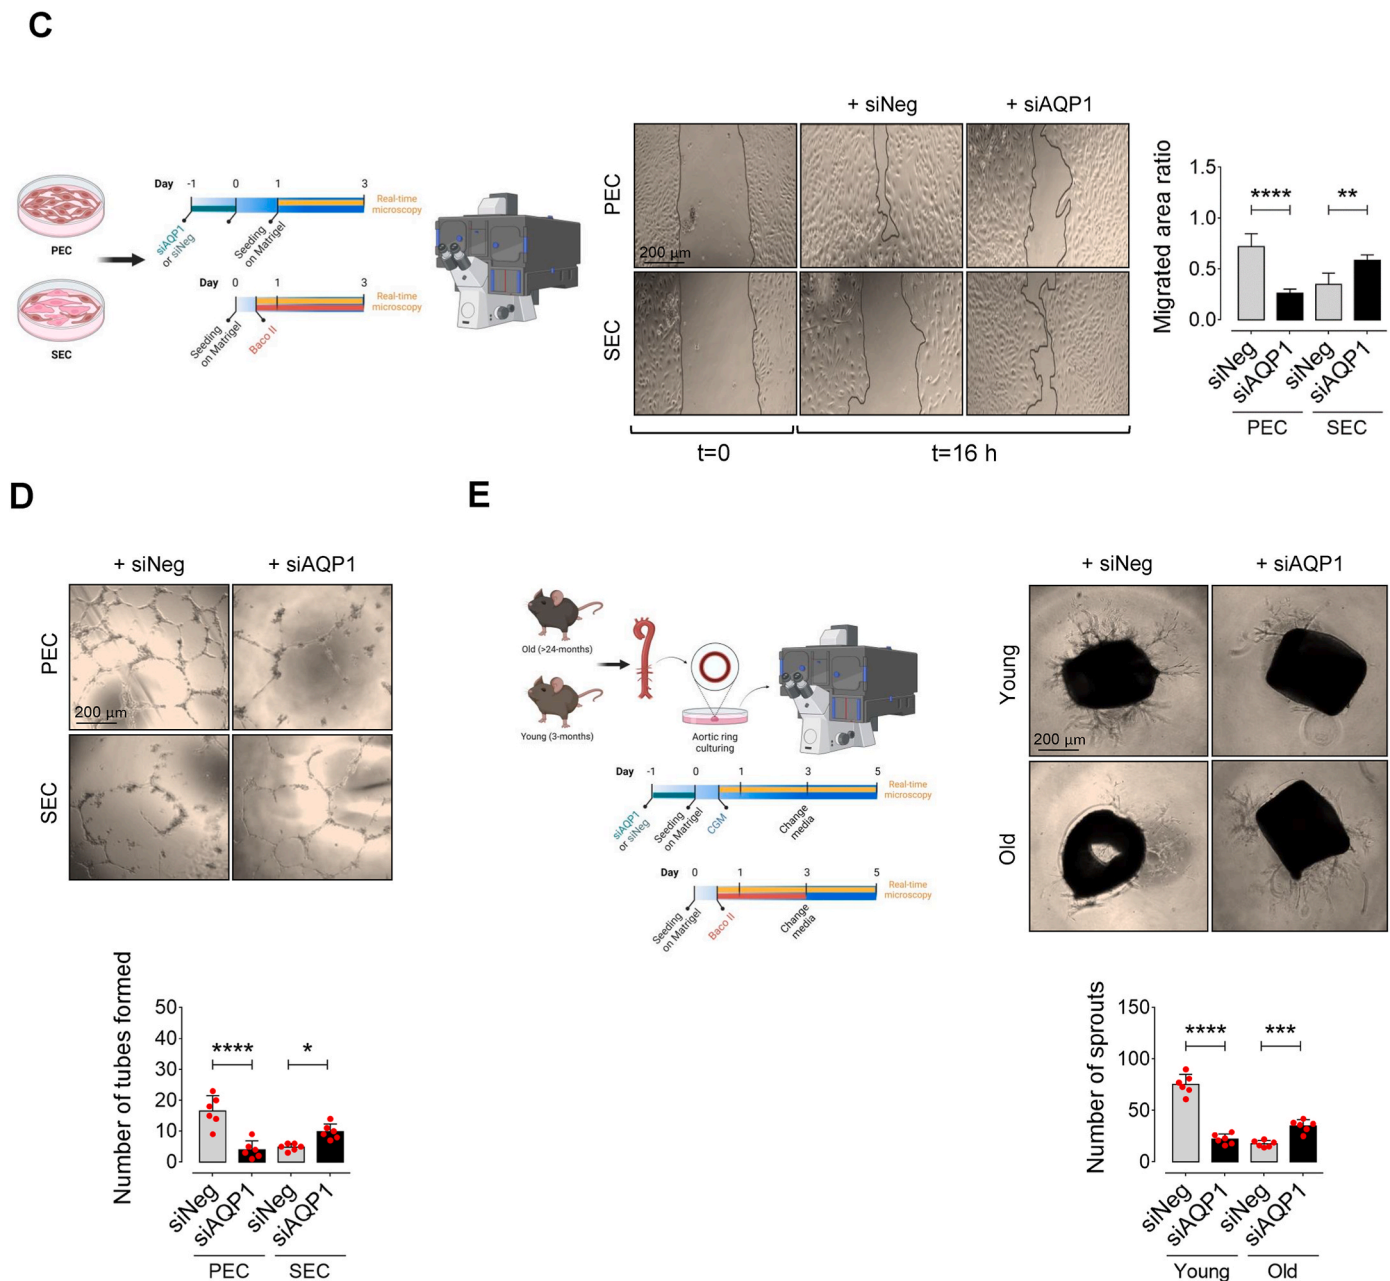 C
Day -1 0 1 3
Real-time
microscopy
siAQP1
or siNeg
Seeding
on Matrigel
PEC
Day 0 1 3
Real-time
microscopy
Seeding
on Matrigel
Baco II
SEC
+ siNeg + siAQP1
PEC
200 µm
SEC
t=0 t=16 h
Migrated area ratio
1.5
1.0
0.5
0.0
**** **
siNeg siAQP1 siNeg siAQP1
PEC SEC
D
+ siNeg + siAQP1
PEC
200 µm
SEC
Number of tubes formed
50
40
30
20
10
0
**** *
siNeg siAQP1 siNeg siAQP1
PEC SEC
E
Old (>24-months)
Young (3-months)
Aortic ring
culturing
Day -1 0 1 3 5
Real-time
microscopy
siAQP1
or siNeg
Seeding
on Matrigel
CGM
Change
media
Day 0 1 3 5
Real-time
microscopy
Seeding
on Matrigel
Baco II
Change
media
+ siNeg + siAQP1
Young
200 µm
Old
Number of sprouts
150
100
50
0
**** ***
siNeg siAQP1 siNeg siAQP1
Young Old